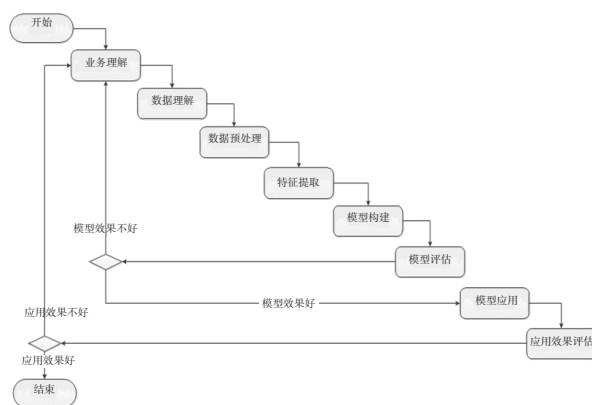 开始
业务理解
数据理解
数据预处理
特征提取
模型构建
模型效果不好
模型评估
模型效果好
模型应用
应用效果不好
应用效果评估
应用效果好
结束